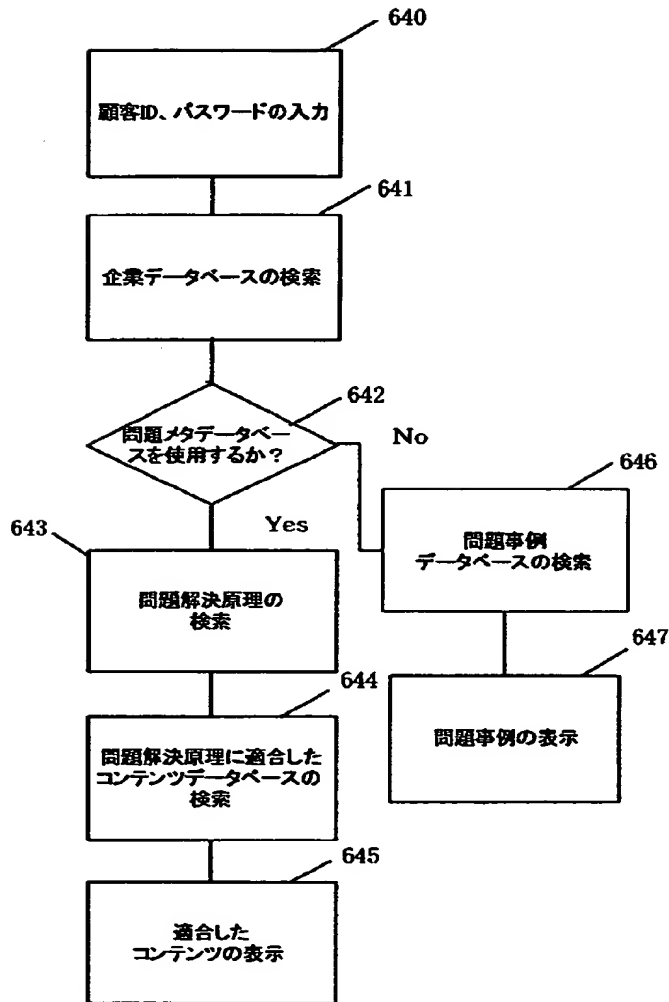 640
顧客ID、パスワードの入力
641
企業データベースの検索
642
問題メタデータベー
スを使用するか？
No
Yes
643
問題解決原理の
検索
644
問題解決原理に適合した
コンテンツデータベースの
検索
645
適合した
コンテンツの表示
646
問題事例
データベースの検索
647
問題事例の表示